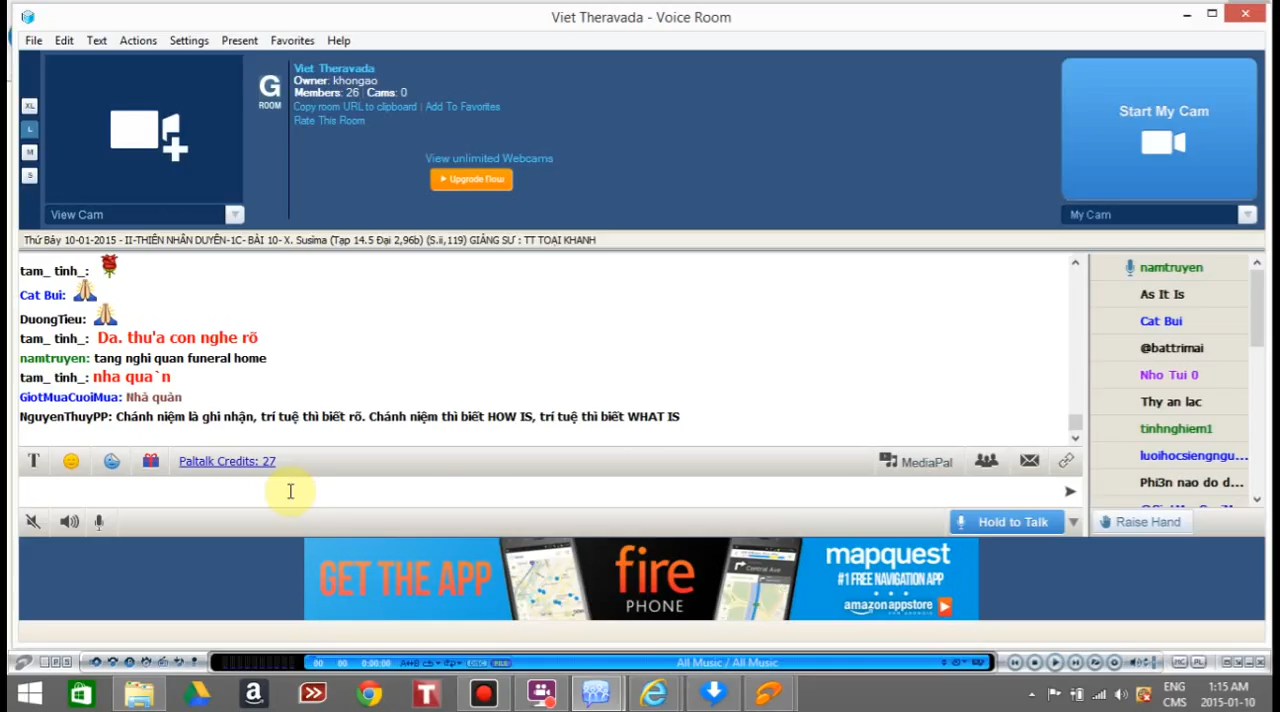 Viet Theravada - Voice Room
File Edit Text Actions Settings Present Favorites Help
XL
L
M
S
G
ROOM
Viet Theravada
Owner: khongao
Members: 26 Cams: 0
Copy room URL to clipboard | Add To Favorites
Rate This Room
View unlimited Webcams
Upgrade Now
Start My Cam
View Cam
My Cam
Thứ Bảy 10-01-2015 - II-THIÊN NHÂN DUYÊN-1C- BÀI 10- X. Susima (Tạp 14.5 Đại 2,96b) (S.ii,119) GIẢNG SƯ : TT TOẠI KHANH
tam_ tinh_:
Cat Bui:
DuongTieu:
tam_ tinh_: Da. thu'a con nghe rõ
namtruyen: tang nghi quan funeral home
tam_ tinh_: nha qua`n
GiotMuaCuoiMua: Nhà quàn
NguyenThuyPP: Chánh niệm là ghi nhận, trí tuệ thì biết rõ. Chánh niệm thì biết HOW IS, trí tuệ thì biết WHAT IS
namtruyen
As It Is
Cat Bui
@battrimai
Nho Tui 0
Thy an lac
tinhnghiem1
luoihocsiengngu...
Phi3n nao do d...
T Paltalk Credits: 27
MediaPal
Hold to Talk
Raise Hand
GET THE APP
fire
PHONE
mapquest
#1 FREE NAVIGATION APP
amazon appstore
00 00 0:00:00
All Music / All Music
ENG 1:15 AM
CMS 2015-01-10